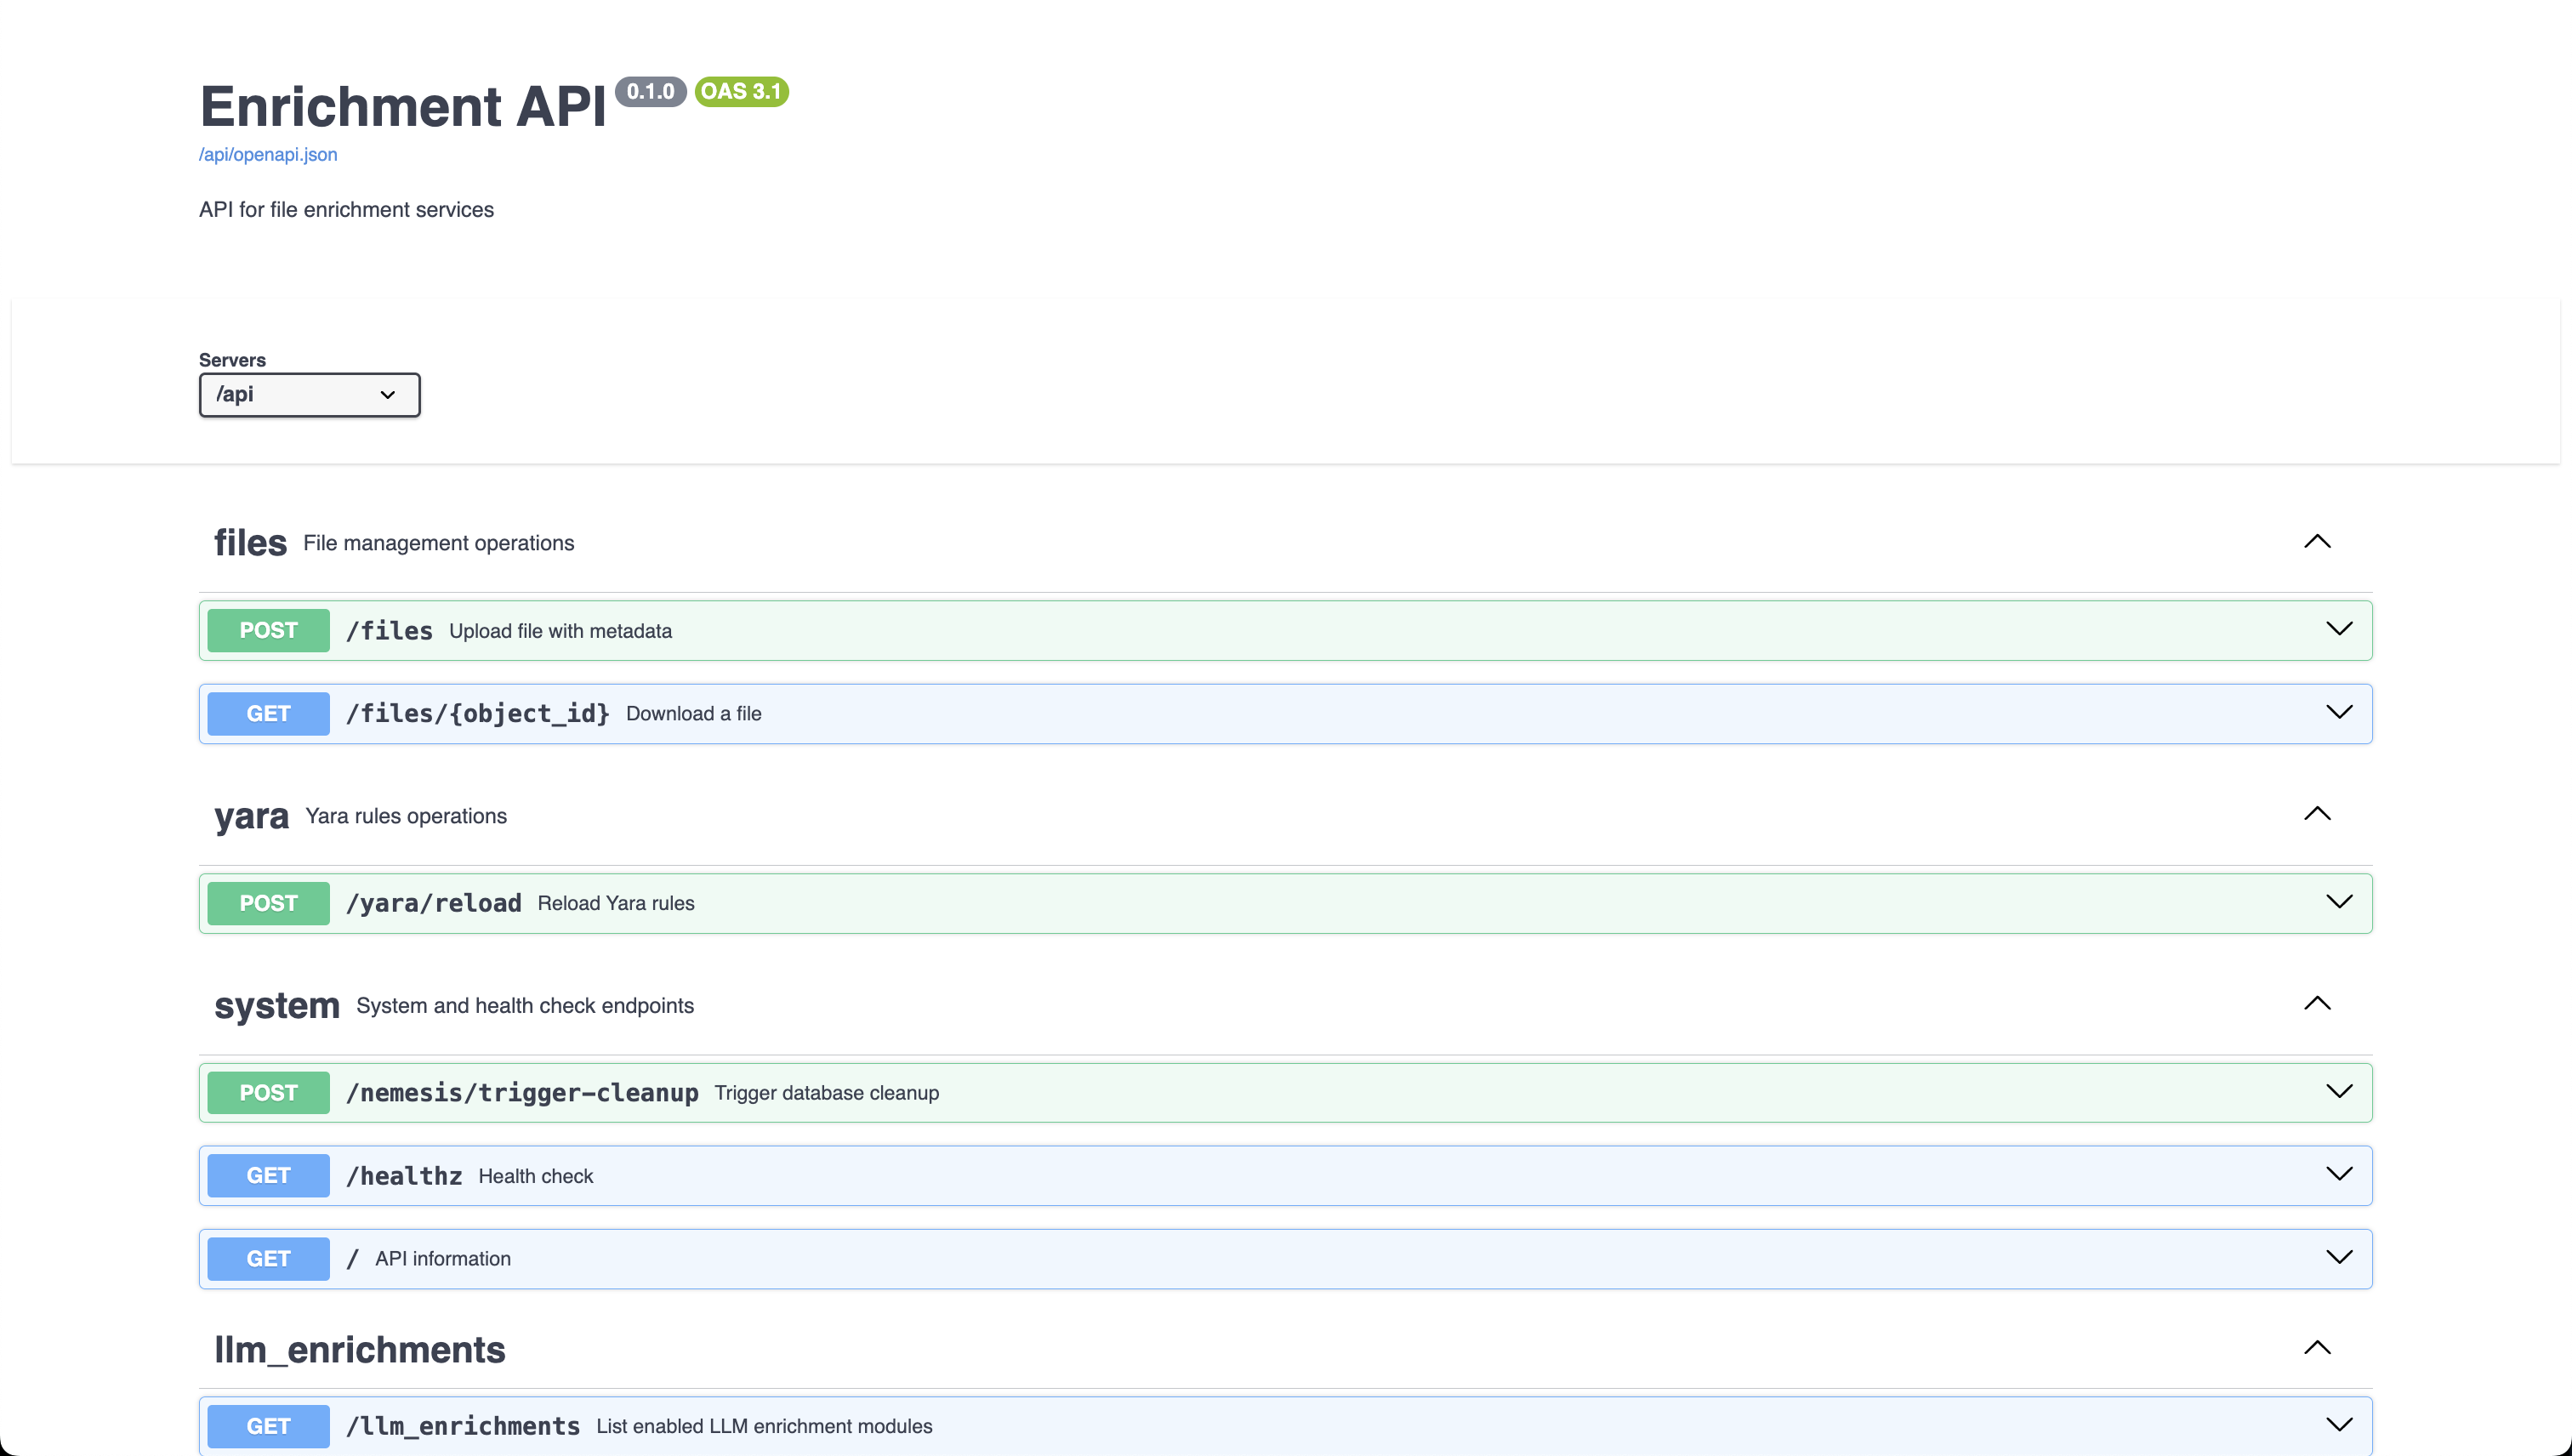 Enrichment API 0.1.0 OAS 3.1
/api/openapi.json
API for file enrichment services
Servers
/api
files File management operations
POST /files Upload file with metadata
GET /files/{object_id} Download a file
yara Yara rules operations
POST /yara/reload Reload Yara rules
system System and health check endpoints
POST /nemesis/trigger-cleanup Trigger database cleanup
GET /healthz Health check
GET / API information
llm_enrichments
GET /llm_enrichments List enabled LLM enrichment modules